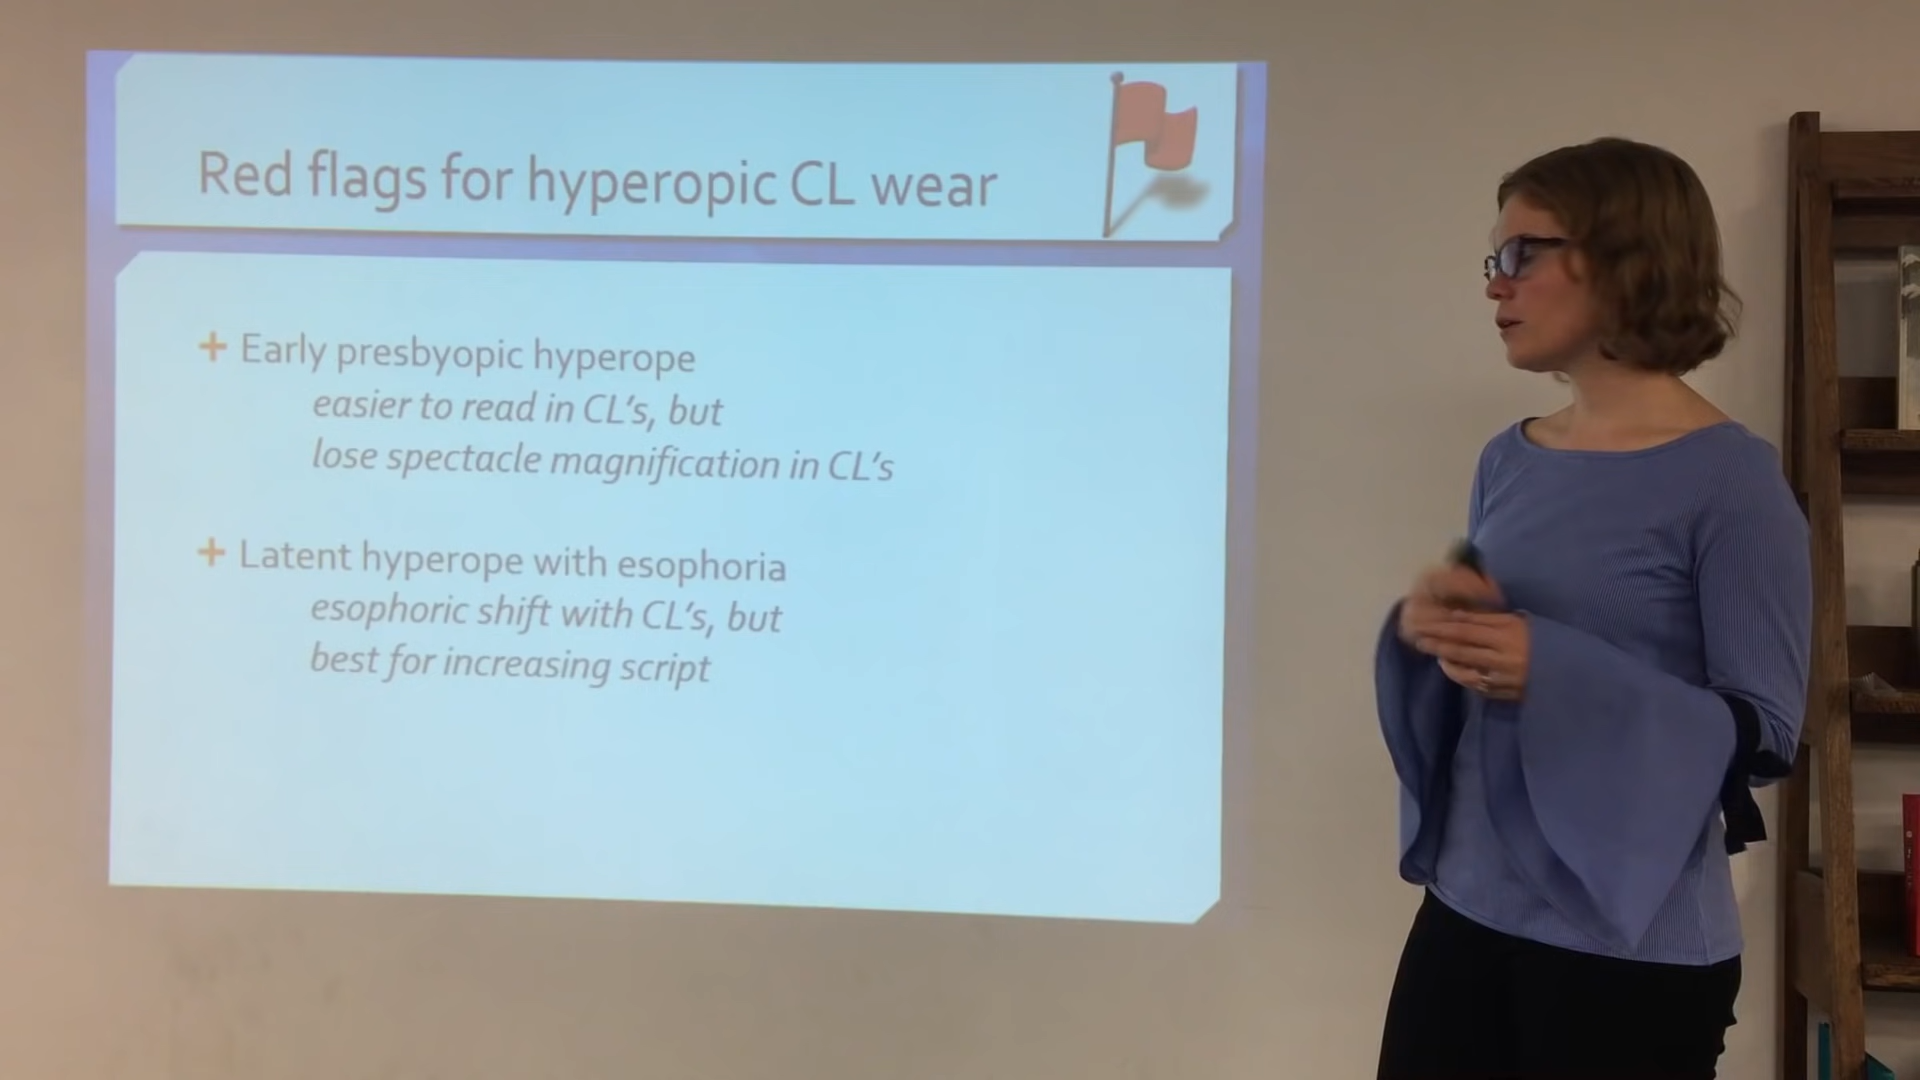 Red flags for hyperopic CL wear
+ Early presbyopic hyperope
easier to read in CL's, but
lose spectacle magnification in CL's
+ Latent hyperope with esophoria
esophoric shift with CL's, but
best for increasing script